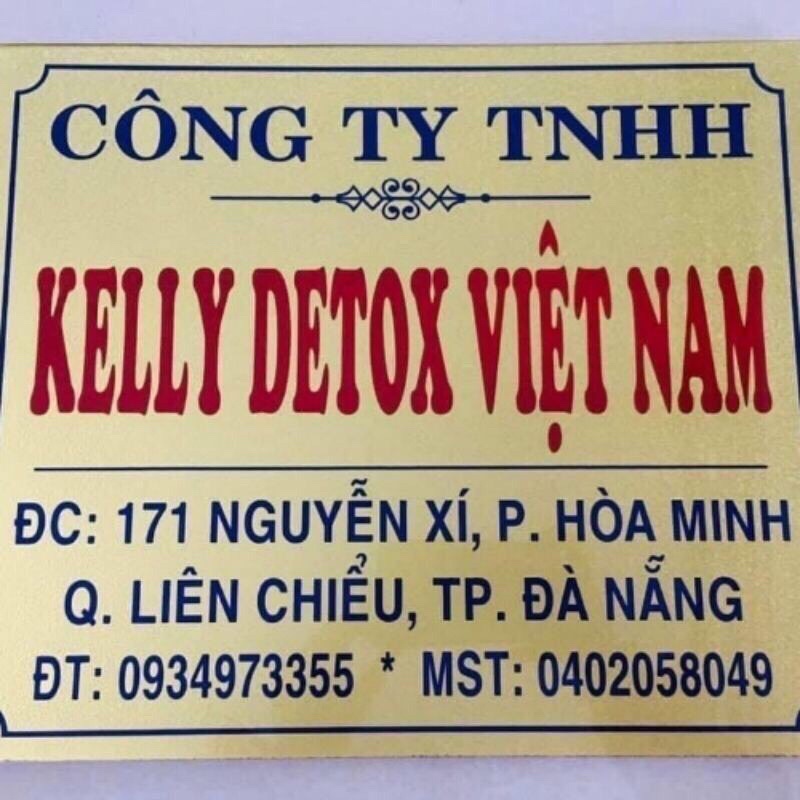 CÔNG TY TNHH
KELLY DETOX VIỆT NAM
ĐC: 171 NGUYỄN XÍ, P. HÒA MINH
Q. LIÊN CHIỂU, TP. ĐÀ NẴNG
ĐT: 0934973355 * MST: 0402058049